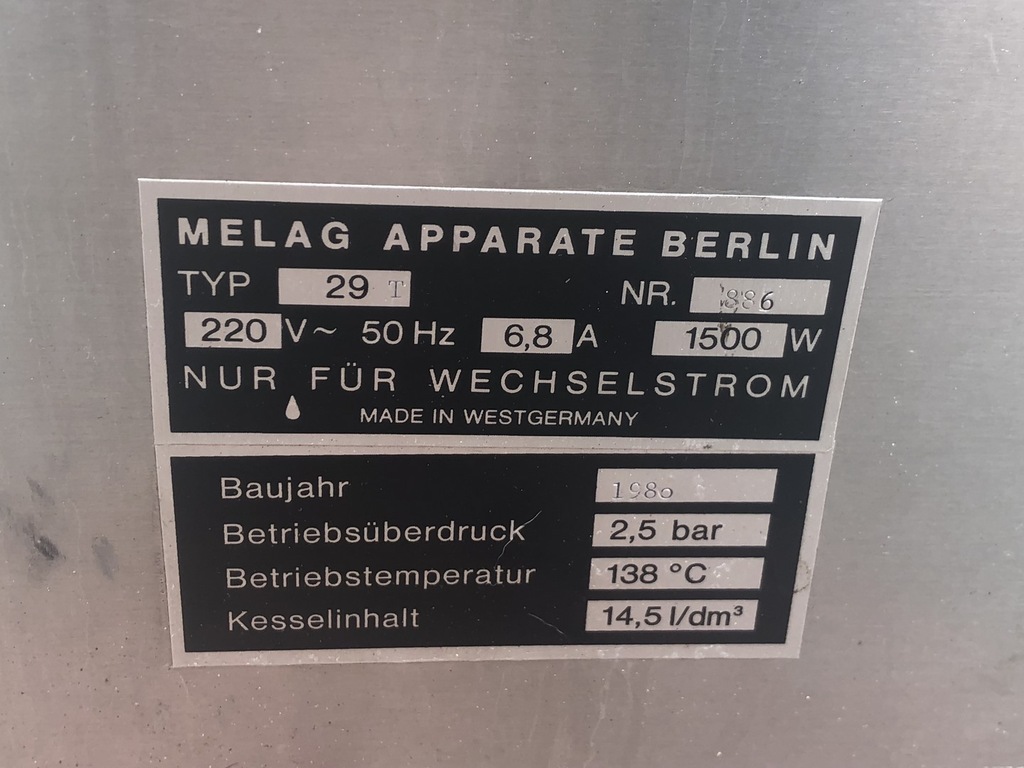 MELAG APPARATE BERLIN
TYP 29 T NR. 886
220 V~ 50 Hz 6,8 A 1500 W
NUR FÜR WECHSELSTROM
MADE IN WESTGERMANY
Baujahr 1980
Betriebsüberdruck 2,5 bar
Betriebstemperatur 138 °C
Kesselinhalt 14,5 l/dm³